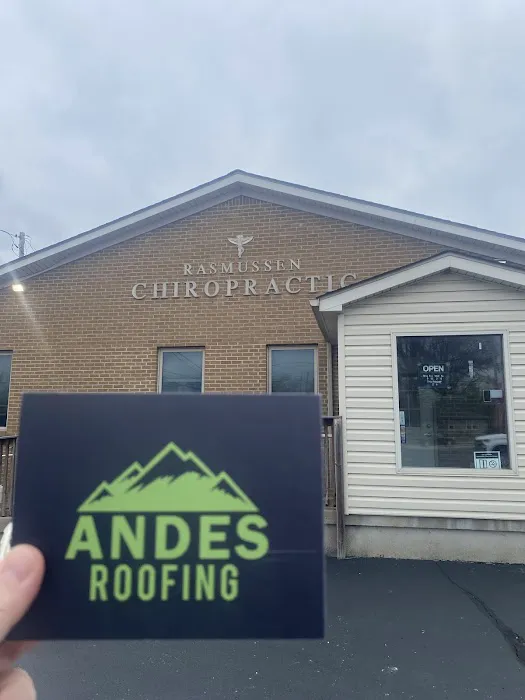 RASMUSSEN
CHIROPRACTIC
OPEN
ANDES
ROOFING